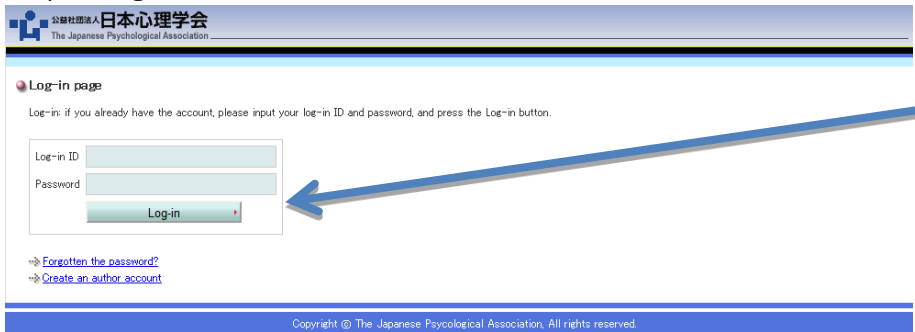 公益社団法人日本心理学会
The Japanese Psychological Association
Log-in page
Log-in: if you already have the account, please input your log-in ID and password, and press the Log-in button.
Log-in ID
Password
Log-in
Forgotten the password?
Create an author account
Copyright © The Japanese Psycological Association, All rights reserved.